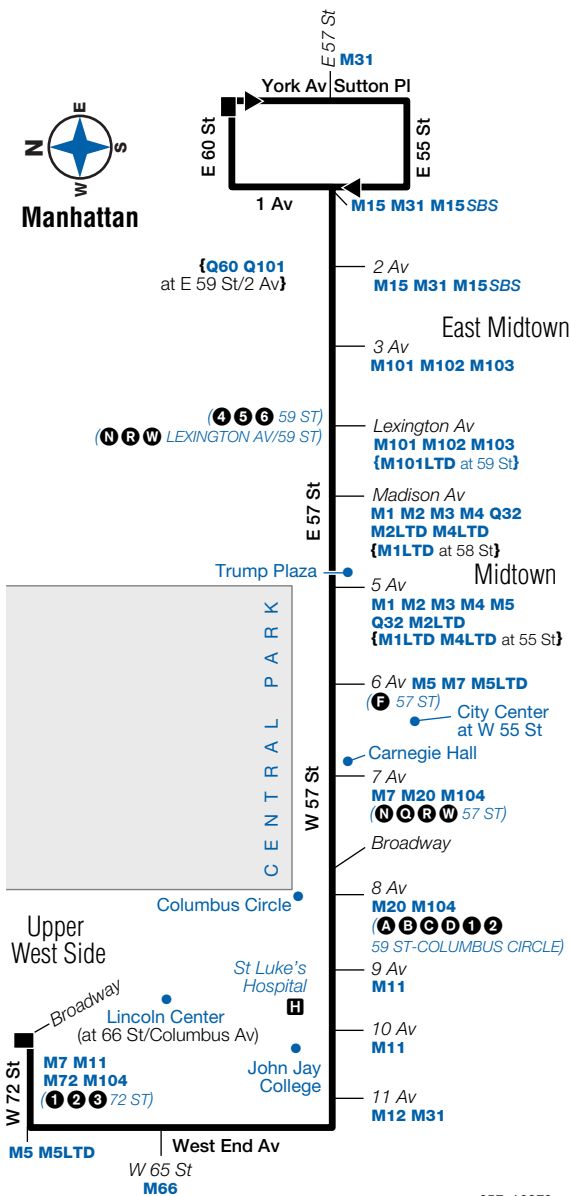 E 57 St
M31
York Av Sutton Pl
E 60 St
E 55 St
1 Av
M15 M31 M15SBS
N
E
S
W
Manhattan
{Q60 Q101
at E 59 St/2 Av}
2 Av
M15 M31 M15SBS
East Midtown
3 Av
M101 M102 M103
(4 5 6 59 ST)
(N R W LEXINGTON AV/59 ST)
Lexington Av
M101 M102 M103
{M101LTD at 59 St}
E 57 St
Madison Av
M1 M2 M3 M4 Q32
M2LTD M4LTD
{M1LTD at 58 St}
Trump Plaza
Midtown
5 Av
M1 M2 M3 M4 M5
Q32 M2LTD
{M1LTD M4LTD at 55 St}
CENTRAL PARK
6 Av M5 M7 M5LTD
(F 57 ST)
City Center
at W 55 St
Carnegie Hall
W 57 St
7 Av
M7 M20 M104
(N Q R W 57 ST)
Broadway
8 Av
M20 M104
(A B C D 1 2
59 ST-COLUMBUS CIRCLE)
Columbus Circle
Upper
West Side
St Luke's
Hospital
H
9 Av
M11
Broadway
Lincoln Center
(at 66 St/Columbus Av)
10 Av
M11
W 72 St
M7 M11
M72 M104
(1 2 3 72 ST)
John Jay
College
11 Av
M12 M31
M5 M5LTD
West End Av
W 65 St
M66